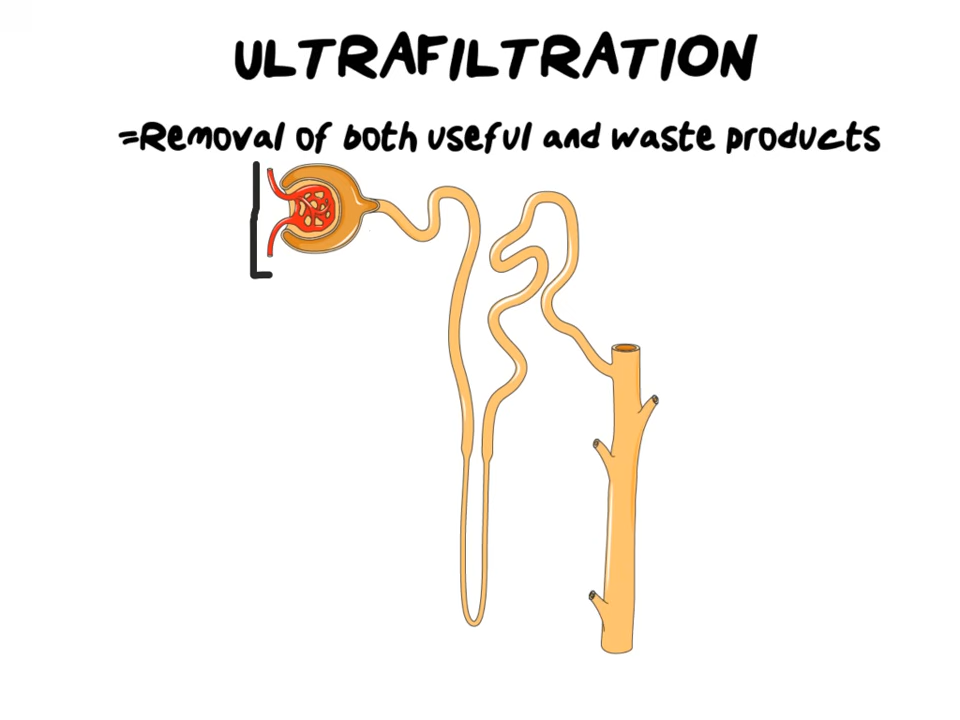 ULTRAFILTRATION
=Removal of both useful and waste products